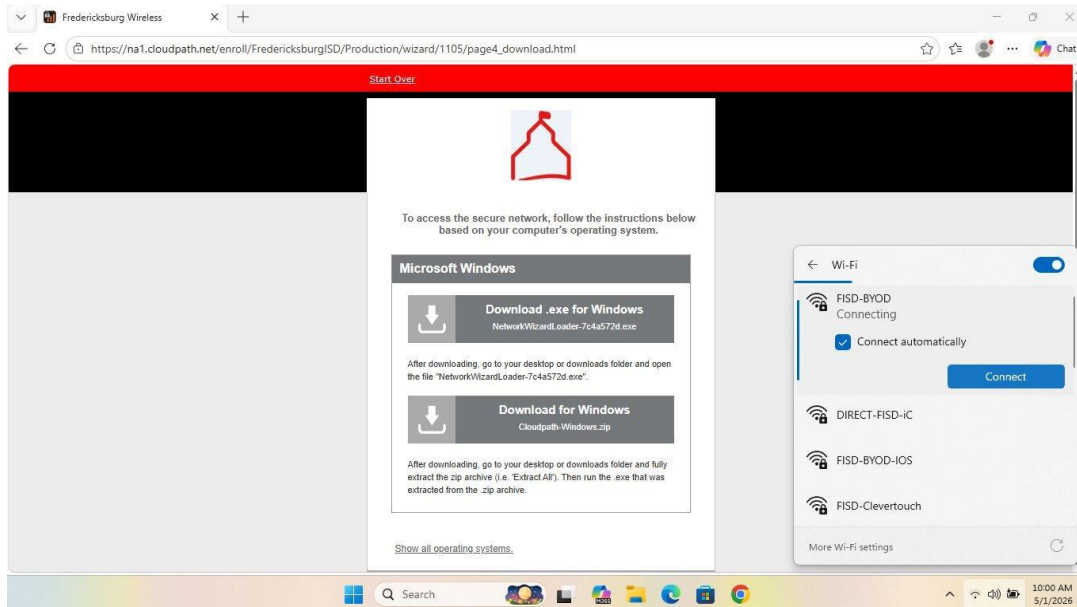 Fredericksburg Wireless
https://na1.cloudpath.net/enroll/FredericksburgISD/Production/wizard/1105/page4_download.html
Chat
Start Over
To access the secure network, follow the instructions below
based on your computer's operating system.
Microsoft Windows
Download .exe for Windows
NetworkWizardLoader-7c4a572d.exe
After downloading, go to your desktop or downloads folder and open
the file "NetworkWizardLoader-7c4a572d.exe".
Download for Windows
Cloudpath-Windows.zip
After downloading, go to your desktop or downloads folder and fully
extract the zip archive (i.e. 'Extract All'). Then run the .exe that was
extracted from the .zip archive.
Show all operating systems.
Wi-Fi
FISD-BYOD
Connecting
Connect automatically
Connect
DIRECT-FISD-iC
FISD-BYOD-IOS
FISD-Clevertouch
More Wi-Fi settings
Search
10:00 AM
5/1/2026